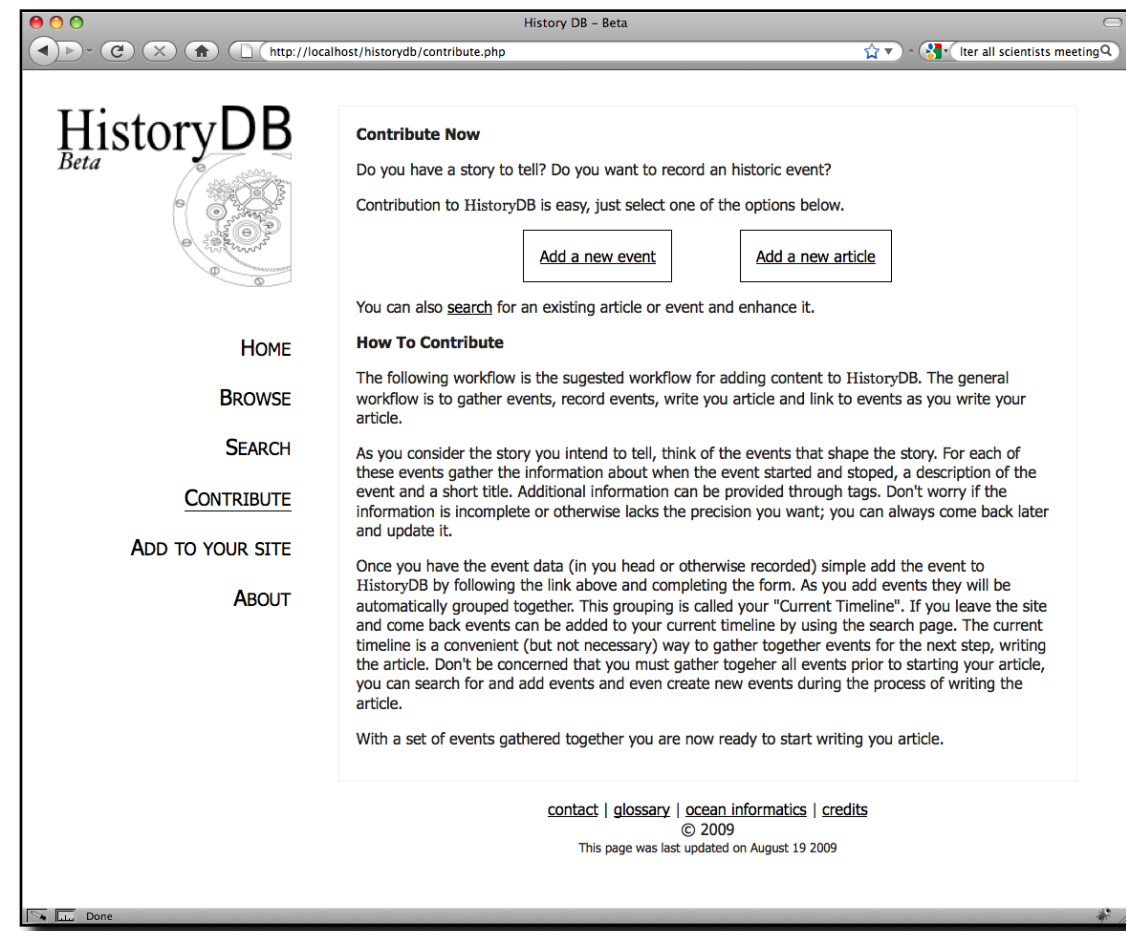 History DB – Beta
http://localhost/historydb/contribute.php
lter all scientists meeting
HistoryDB
Beta
HOME
BROWSE
SEARCH
CONTRIBUTE
ADD TO YOUR SITE
ABOUT
Contribute Now
Do you have a story to tell? Do you want to record an historic event?
Contribution to HistoryDB is easy, just select one of the options below.
Add a new event
Add a new article
You can also search for an existing article or event and enhance it.
How To Contribute
The following workflow is the sugested workflow for adding content to HistoryDB. The general
workflow is to gather events, record events, write you article and link to events as you write your
article.
As you consider the story you intend to tell, think of the events that shape the story. For each of
these events gather the information about when the event started and stoped, a description of the
event and a short title. Additional information can be provided through tags. Don't worry if the
information is incomplete or otherwise lacks the precision you want; you can always come back later
and update it.
Once you have the event data (in you head or otherwise recorded) simple add the event to
HistoryDB by following the link above and completing the form. As you add events they will be
automatically grouped together. This grouping is called your "Current Timeline". If you leave the site
and come back events can be added to your current timeline by using the search page. The current
timeline is a convenient (but not necessary) way to gather together events for the next step, writing
the article. Don't be concerned that you must gather togeher all events prior to starting your article,
you can search for and add events and even create new events during the process of writing the
article.
With a set of events gathered together you are now ready to start writing you article.
contact | glossary | ocean informatics | credits
© 2009
This page was last updated on August 19 2009
Done